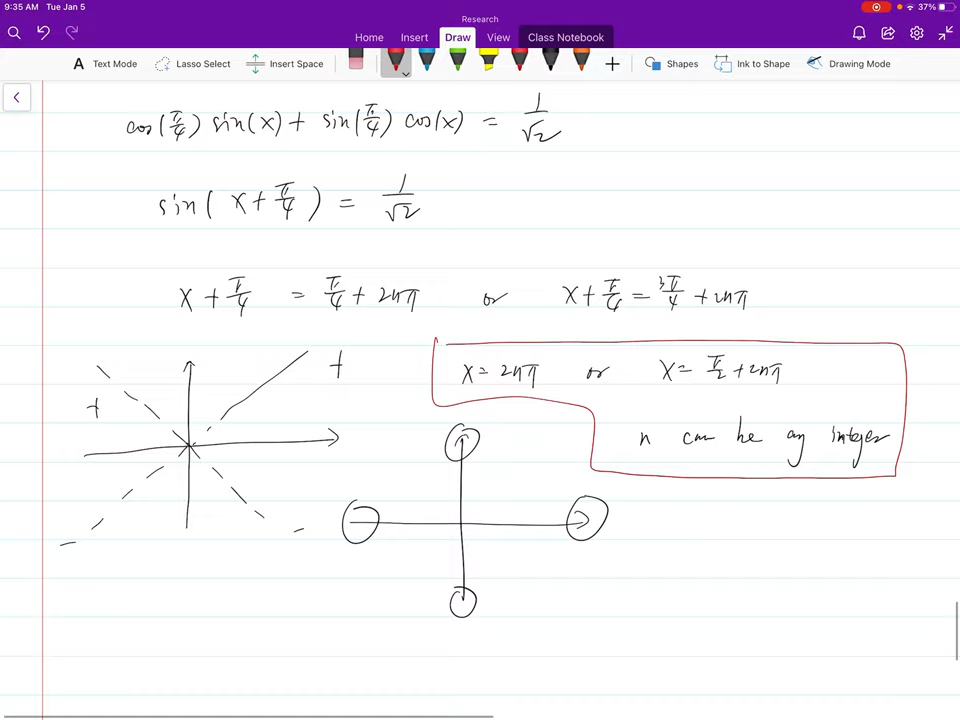 9:35 AM Tue Jan 5 37%
Research
Home Insert Draw View Class Notebook
A Text Mode Lasso Select Insert Space + Shapes Ink to Shape Drawing Mode
cos(π/4) sin(x) + sin(π/4) cos(x) = 1/√2
sin(x + π/4) = 1/√2
x + π/4 = π/4 + 2nπ or x + π/4 = 3π/4 + 2nπ
+
+
x = 2nπ or x = π/2 + 2nπ
n can be any integer